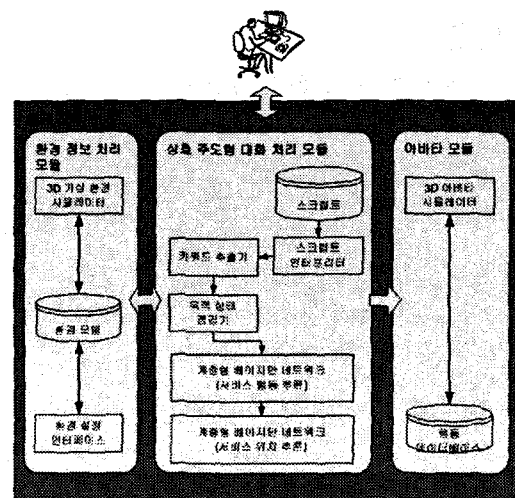 환경 정보 처리
모듈
3D 가상 환경
시뮬레이터
환경 모델
환경 설정
인터페이스
상호 주도형 대화 처리 모듈
스크립트
스크립트
인터프리터
키워드 추출기
목적 상태
결정기
계층형 베이지안 네트워크
(서비스 행동 추론)
계층형 베이지안 네트워크
(서비스 위치 추론)
아바타 모듈
3D 아바타
시뮬레이터
행동
데이터베이스